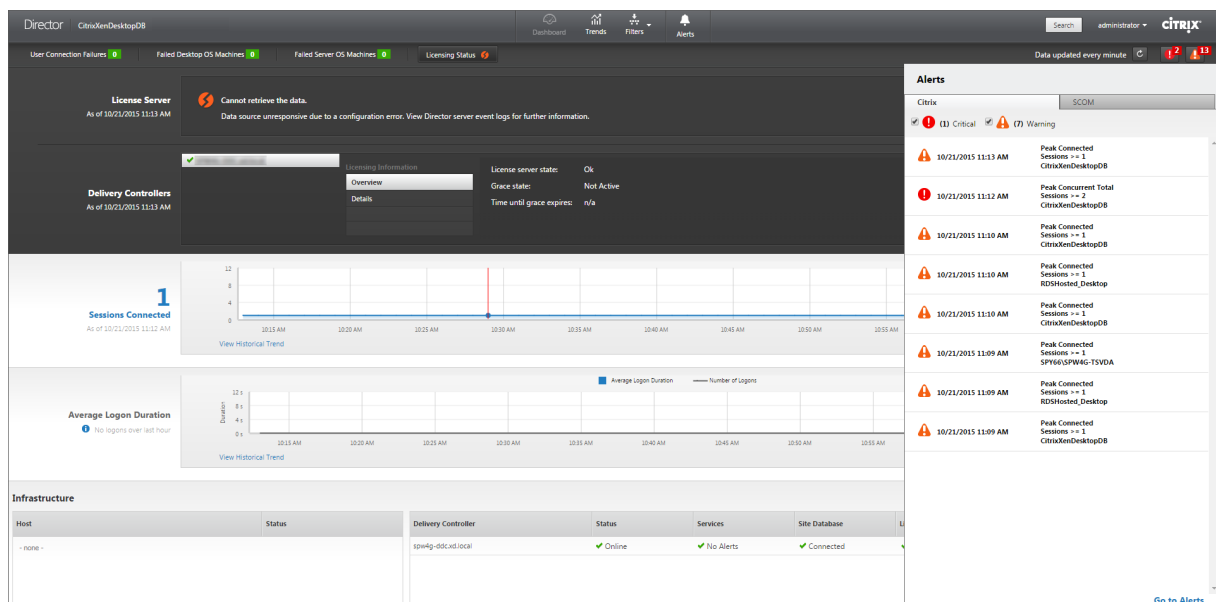 Director CitrixXenDesktopDB
Dashboard
Trends
Filters
Alerts
Search
administrator
CİTRIX
User Connection Failures 0
Failed Desktop OS Machines 0
Failed Server OS Machines 0
Licensing Status
Data updated every minute
2
13
License Server
As of 10/21/2015 11:13 AM
Cannot retrieve the data.
Data source unresponsive due to a configuration error. View Director server event logs for further information.
Delivery Controllers
As of 10/21/2015 11:13 AM
Licensing Information
Overview
Details
License server state: Ok
Grace state: Not Active
Time until grace expires: n/a
1
Sessions Connected
As of 10/21/2015 11:12 AM
12
8
4
0
10:15 AM 10:20 AM 10:25 AM 10:30 AM 10:35 AM 10:40 AM 10:45 AM 10:50 AM 10:55 AM
View Historical Trend
Average Logon Duration
No logons over last hour
Average Logon Duration
Number of Logons
Duration
12 s
8 s
4 s
0 s
10:15 AM 10:20 AM 10:25 AM 10:30 AM 10:35 AM 10:40 AM 10:45 AM 10:50 AM 10:55 AM
View Historical Trend
Infrastructure
Host Status
- none -
Delivery Controller Status Services Site Database
spw4g-ddc.xd.local Online No Alerts Connected
Alerts
Citrix
SCOM
(1) Critical
(7) Warning
10/21/2015 11:13 AM
Peak Connected
Sessions >= 1
CitrixXenDesktopDB
10/21/2015 11:12 AM
Peak Concurrent Total
Sessions >= 2
CitrixXenDesktopDB
10/21/2015 11:10 AM
Peak Connected
Sessions >= 1
CitrixXenDesktopDB
10/21/2015 11:10 AM
Peak Connected
Sessions >= 1
RDSHosted_Desktop
10/21/2015 11:10 AM
Peak Connected
Sessions >= 1
CitrixXenDesktopDB
10/21/2015 11:09 AM
Peak Connected
Sessions >= 1
SPY66\SPW4G-TSVDA
10/21/2015 11:09 AM
Peak Connected
Sessions >= 1
RDSHosted_Desktop
10/21/2015 11:09 AM
Peak Connected
Sessions >= 1
CitrixXenDesktopDB
Go to Alerts